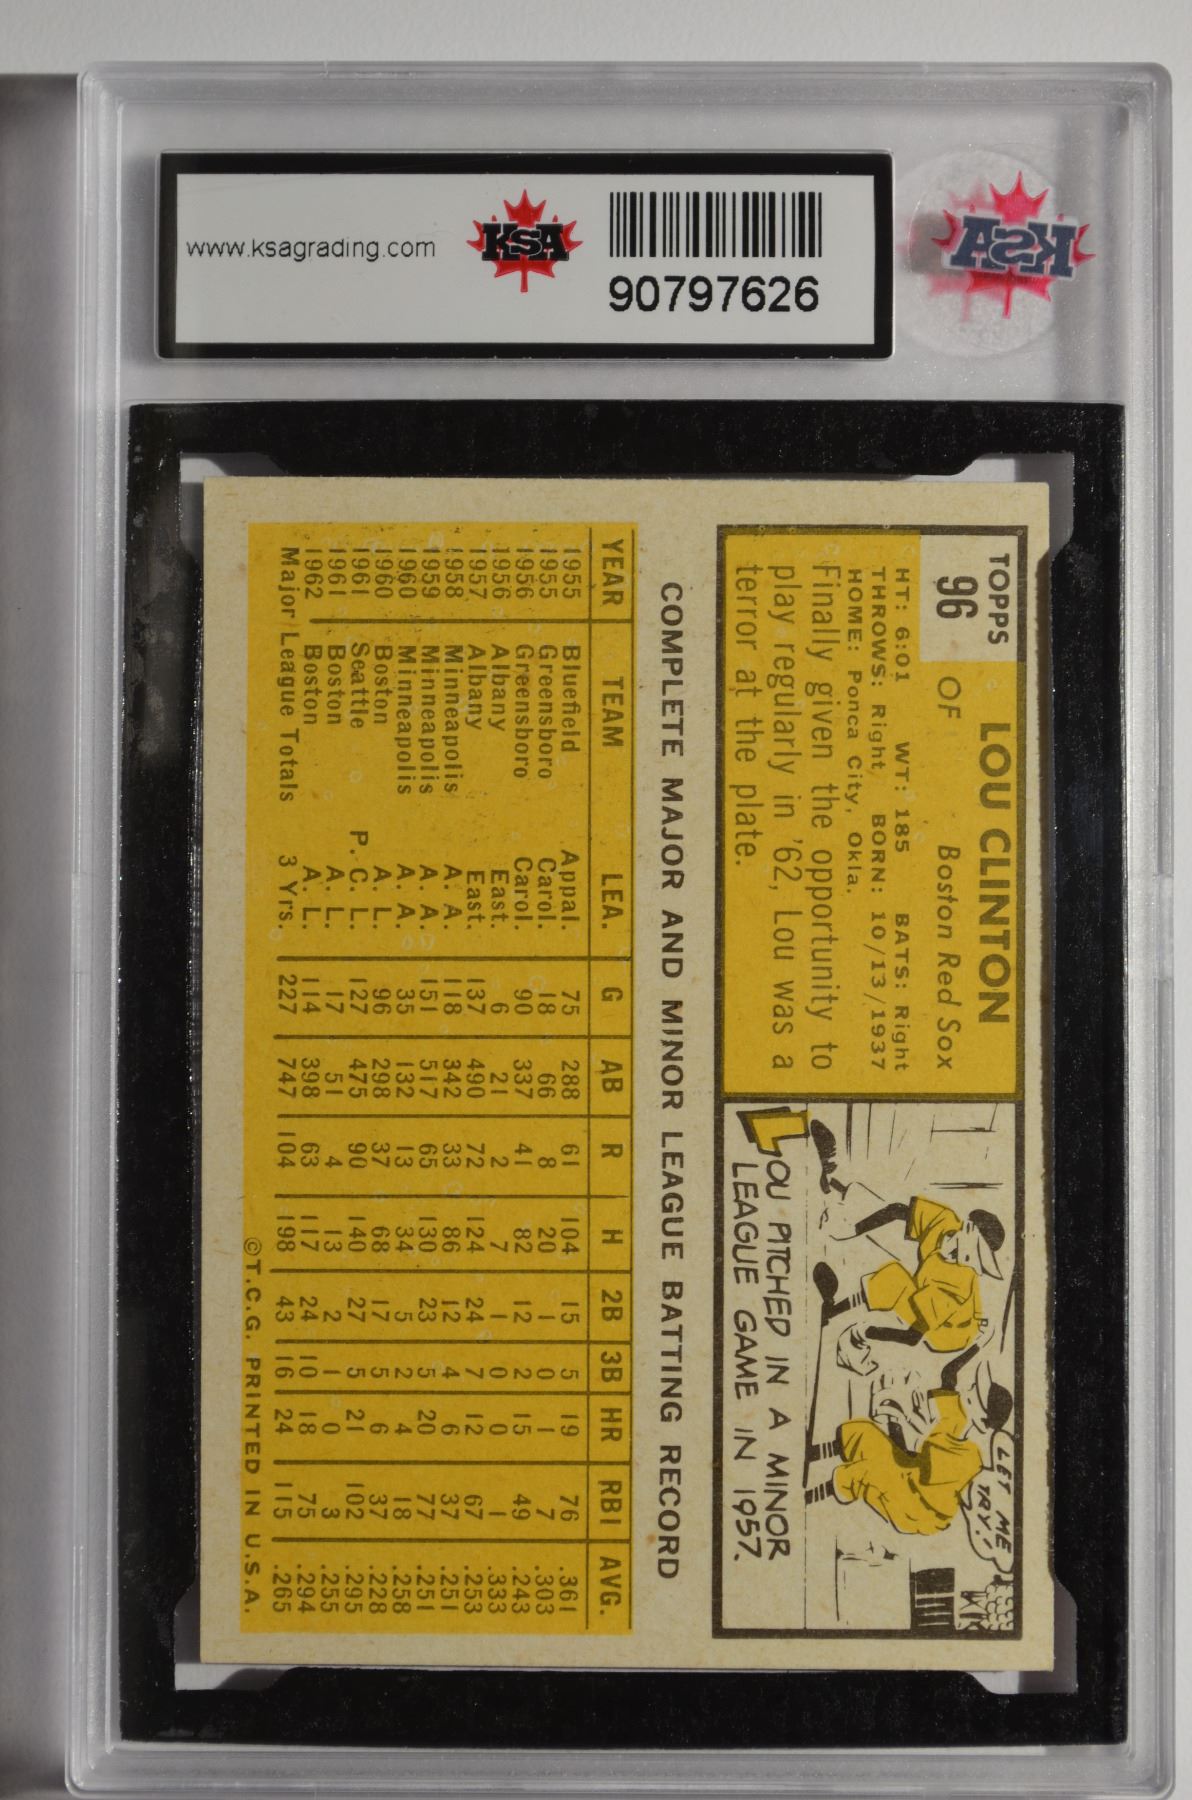 www.ksagrading.com
KSA
90797626
KSA
TOPPS
96
LOU CLINTON
OF Boston Red Sox
HT: 6:01 WT: 185 BATS: Right
THROWS: Right BORN: 10/13/1937
HOME: Ponca City, Okla.
Finally given the opportunity to
play regularly in '62, Lou was a
terror at the plate.
LET ME
TRY!
LOU PITCHED IN A MINOR
LEAGUE GAME IN 1957.
COMPLETE MAJOR AND MINOR LEAGUE BATTING RECORD
YEAR TEAM LEA. G AB R H 2B 3B HR RBI AVG.
1955 Bluefield Appal. 75 288 61 104 15 5 19 76 .361
1955 Greensboro Carol. 18 66 8 20 1 0 1 7 .303
1956 Greensboro Carol. 90 337 41 82 12 2 15 49 .243
1956 Albany East. 6 21 2 7 1 0 0 1 .333
1957 Albany East. 137 490 72 124 24 7 12 67 .253
1958 Minneapolis A. A. 118 342 33 86 12 4 6 37 .251
1959 Minneapolis A. A. 151 517 65 130 23 5 20 77 .251
1960 Minneapolis A. A. 35 132 13 34 5 2 4 18 .258
1960 Boston A. L. 96 298 37 68 17 5 6 37 .228
1961 Seattle P. C. L. 127 475 90 140 27 5 21 102 .295
1961 Boston A. L. 17 51 4 13 2 1 0 3 .255
1962 Boston A. L. 114 398 63 117 24 10 18 75 .294
Major League Totals 3 Yrs. 227 747 104 198 43 16 24 115 .265
©T.C.G. PRINTED IN U.S.A.